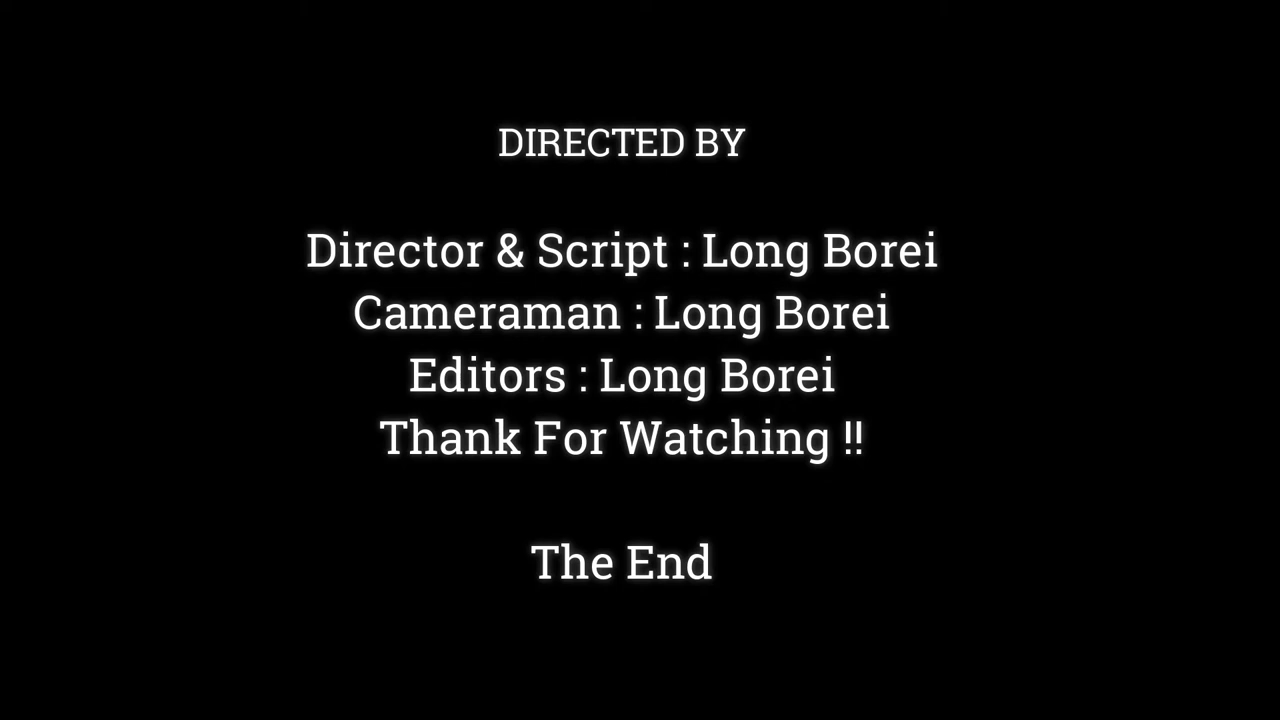 DIRECTED BY
Director & Script : Long Borei
Cameraman : Long Borei
Editors : Long Borei
Thank For Watching !!
The End